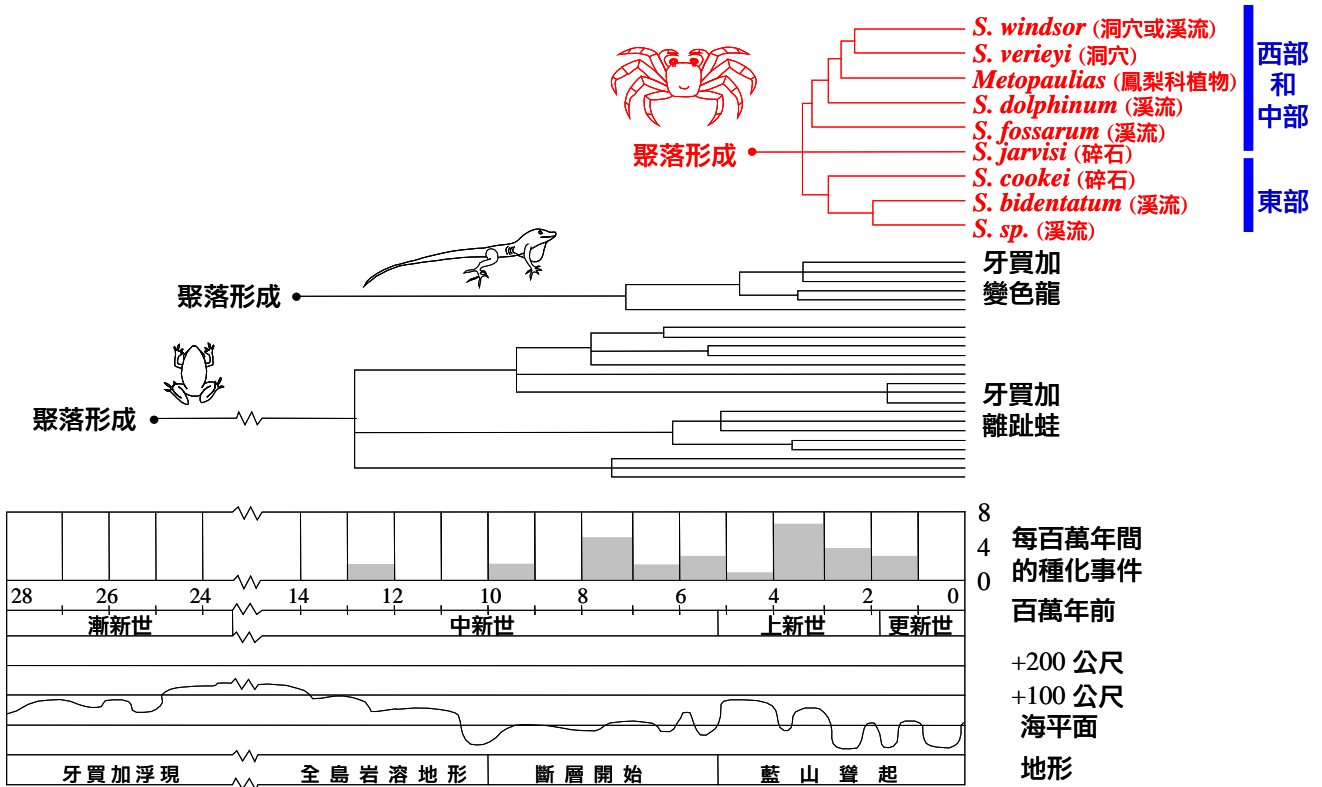 S. windsor (洞穴或溪流)
S. verieyi (洞穴)
Metopaulias (鳳梨科植物)
S. dolphinum (溪流)
S. fossarum (溪流)
S. jarvisi (碎石)
S. cookei (碎石)
S. bidentatum (溪流)
S. sp. (溪流)
西部
和
中部
東部
聚落形成
聚落形成
牙買加
變色龍
聚落形成
牙買加
離趾蛙
8
4
0
每百萬年間
的種化事件
28 26 24 14 12 10 8 6 4 2 0
百萬年前
漸新世 中新世 上新世 更新世
+200 公尺
+100 公尺
海平面
牙買加浮現 全島岩溶地形 斷層開始 藍山聳起
地形